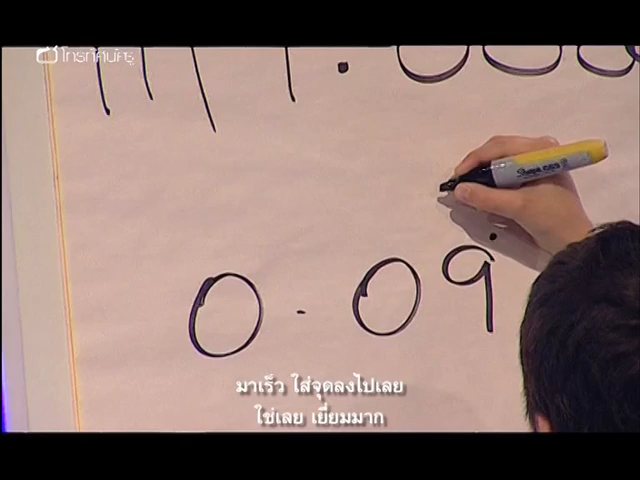 โทรทัศน์ครู
Sharpie
0.09
มาเร็ว ใส่จุดลงไปเลย
ใช่เลย เยี่ยมมาก